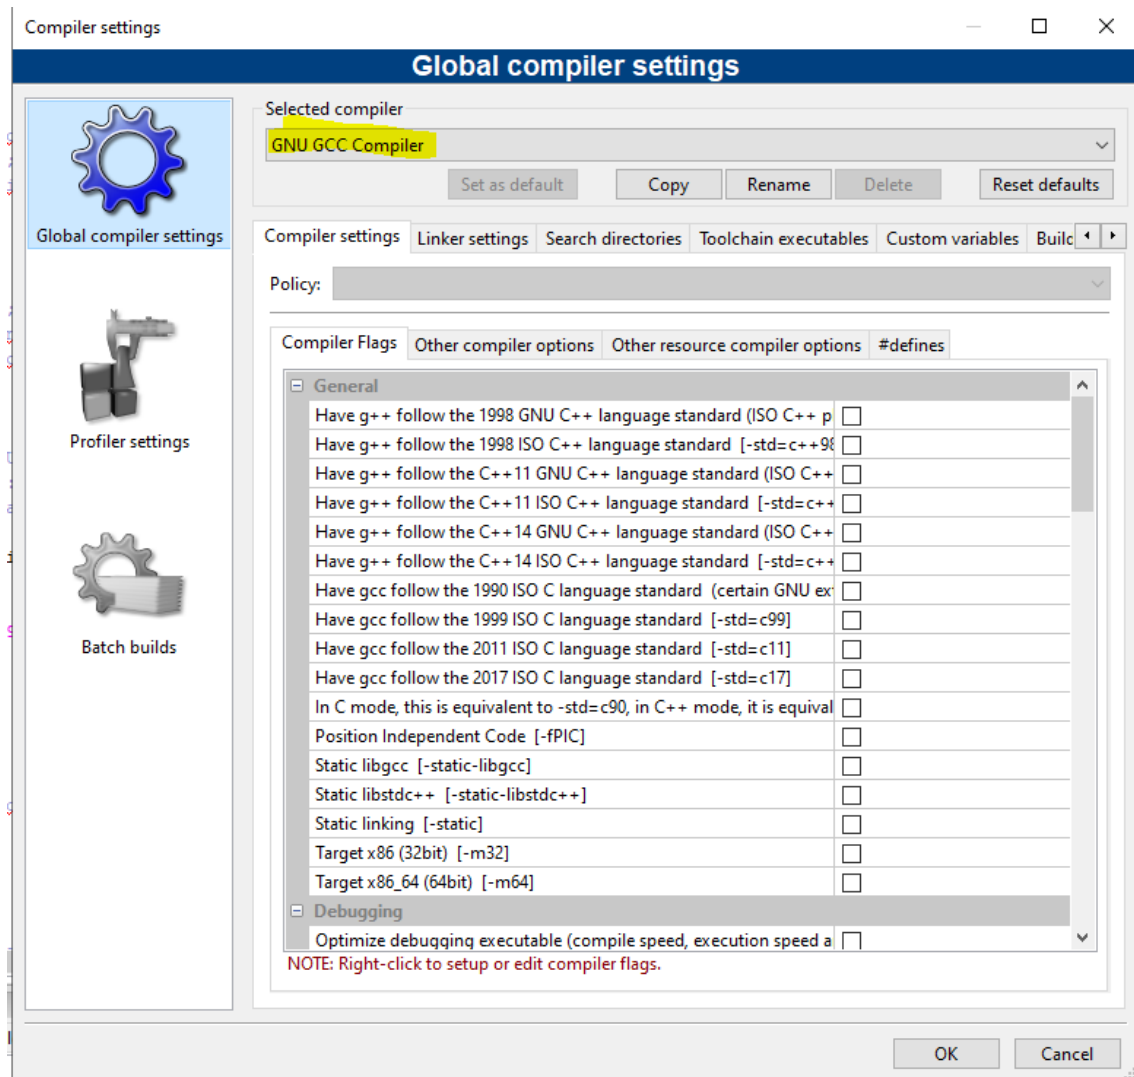 Compiler settings
Global compiler settings
Global compiler settings
Profiler settings
Batch builds
Selected compiler
GNU GCC Compiler
Set as default Copy Rename Delete Reset defaults
Compiler settings Linker settings Search directories Toolchain executables Custom variables Build
Policy:
Compiler Flags Other compiler options Other resource compiler options #defines
General
Have g++ follow the 1998 GNU C++ language standard (ISO C++ p
Have g++ follow the 1998 ISO C++ language standard [-std=c++98
Have g++ follow the C++11 GNU C++ language standard (ISO C++
Have g++ follow the C++11 ISO C++ language standard [-std=c++
Have g++ follow the C++14 GNU C++ language standard (ISO C++
Have g++ follow the C++14 ISO C++ language standard [-std=c++
Have gcc follow the 1990 ISO C language standard (certain GNU ex
Have gcc follow the 1999 ISO C language standard [-std=c99]
Have gcc follow the 2011 ISO C language standard [-std=c11]
Have gcc follow the 2017 ISO C language standard [-std=c17]
In C mode, this is equivalent to -std=c90, in C++ mode, it is equival
Position Independent Code [-fPIC]
Static libgcc [-static-libgcc]
Static libstdc++ [-static-libstdc++]
Static linking [-static]
Target x86 (32bit) [-m32]
Target x86_64 (64bit) [-m64]
Debugging
Optimize debugging executable (compile speed, execution speed a
NOTE: Right-click to setup or edit compiler flags.
OK Cancel